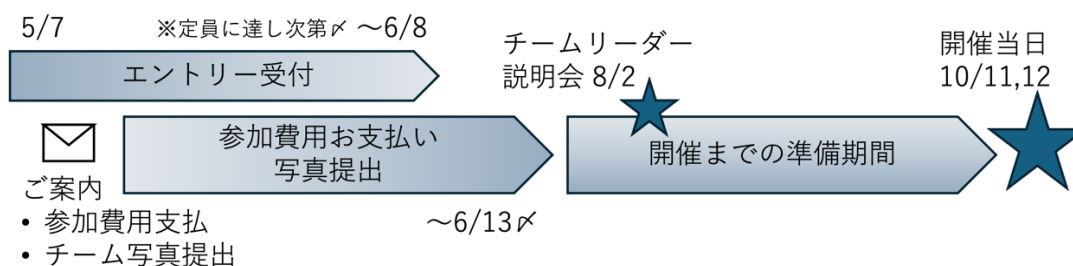 5/7
※定員に達し次第〆 ～6/8
エントリー受付
チームリーダー
説明会 8/2
開催当日
10/11,12
参加費用お支払い
写真提出
開催までの準備期間
ご案内
• 参加費用支払
• チーム写真提出
～6/13〆